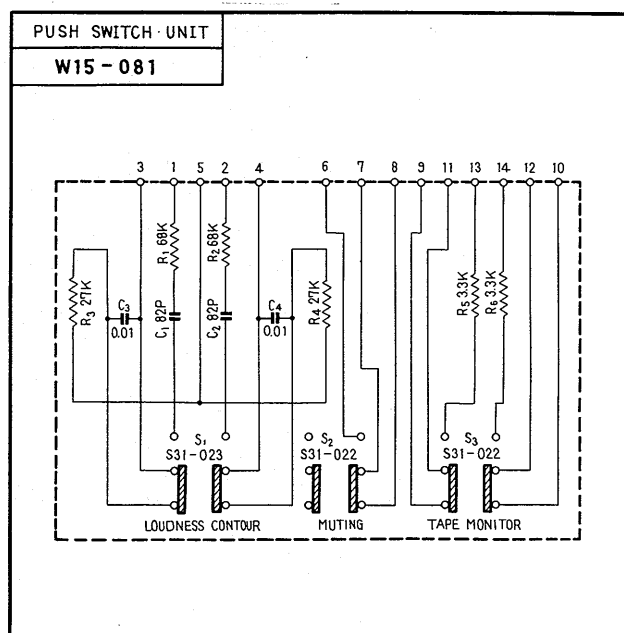 PUSH SWITCH UNIT
W15-081
3 1 5 2 4 6 7 8 9 11 13 14 12 10
R1 68K
R2 68K
R3 27K
C3
0.01
C1 82P
C2 82P
C4
0.01
R4 27K
R5 3.3K
R6 3.3K
S1
S31-023
S2
S31-022
S3
S31-022
LOUDNESS CONTOUR
MUTING
TAPE MONITOR